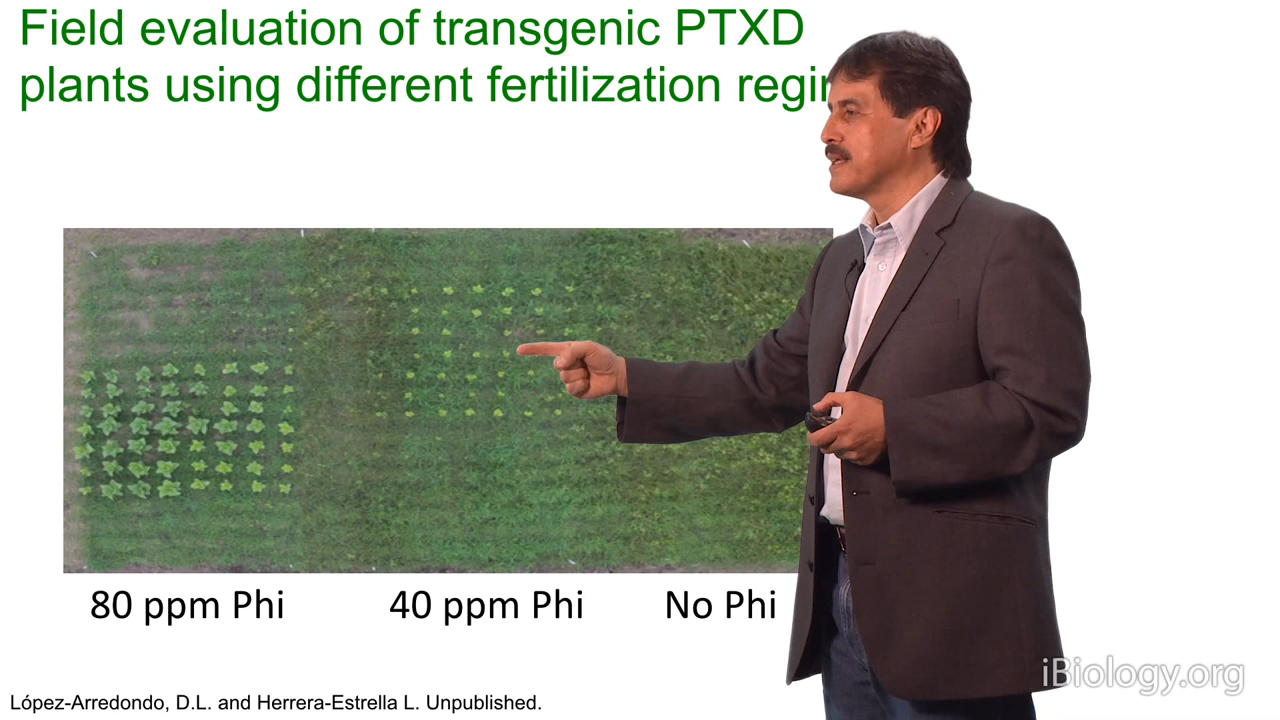 Field evaluation of transgenic PTXD
plants using different fertilization
80 ppm Phi
40 ppm Phi
No Phi
López-Arredondo, D.L. and Herrera-Estrella L. Unpublished.
iBiology.org